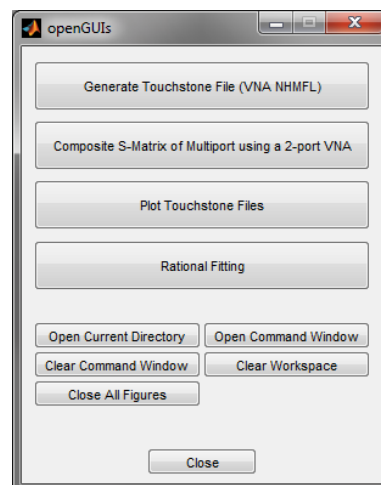 openGUIs
Generate Touchstone File (VNA NHMFL)
Composite S-Matrix of Multiport using a 2-port VNA
Plot Touchstone Files
Rational Fitting
Open Current Directory
Open Command Window
Clear Command Window
Clear Workspace
Close All Figures
Close